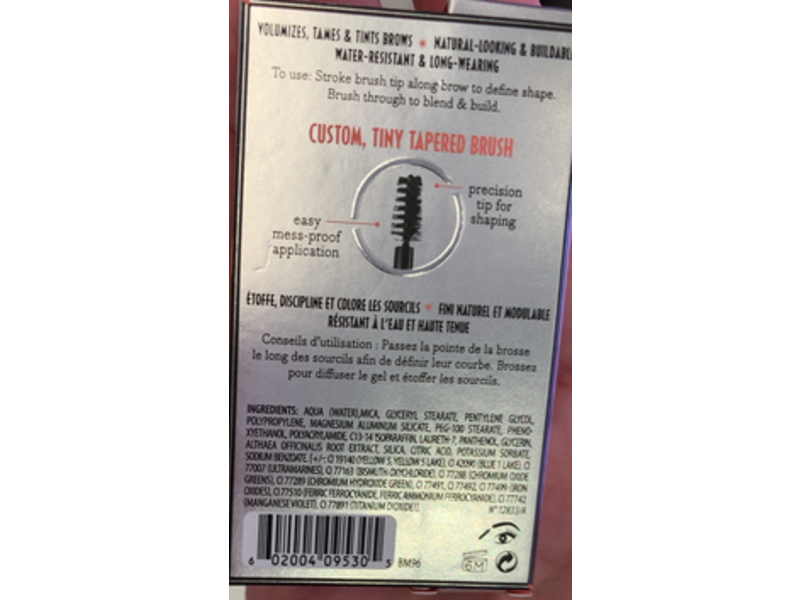 VOLUMIZES, TAMES & TINTS BROWS * NATURAL-LOOKING & BUILDABL
WATER-RESISTANT & LONG-WEARING
To use: Stroke brush tip along brow to define shape.
Brush through to blend & build.
CUSTOM, TINY TAPERED BRUSH
precision
tip for
shaping
easy
mess-proof
application
ÉTOFFE, DISCIPLINE ET COLORE LES SOURCILS * FINI NATUREL ET MODULABLE
RÉSISTANT À L'EAU ET HAUTE TENUE
Conseils d'utilisation : Passez la pointe de la brosse
le long des sourcils afin de définir leur courbe. Brossez
pour diffuser le gel et étoffer les sourcils.
INGREDIENTS: AQUA (WATER),MICA, GLYCERYL STEARATE, PENTYLENE GLYCOL,
POLYPROPYLENE, MAGNESIUM ALUMINUM SILICATE, PEG-100 STEARATE, PHENO-
XYETHANOL, POLYACRYLAMIDE, C13-14 ISOPARAFFIN, LAURETH-7, PANTHENOL, GLYCERIN,
ALTHAEA OFFICINALIS ROOT EXTRACT, SILICA, CITRIC ACID, POTASSIUM SORBATE,
SODIUM BENZOATE. [+/-: CI 19140 (YELLOW 5, YELLOW 5 LAKE), CI 42090 (BLUE 1 LAKE), CI
77007 (ULTRAMARINES), CI 77163 (BISMUTH OXYCHLORIDE), CI 77288 (CHROMIUM OXIDE
GREENS), CI 77289 (CHROMIUM HYDROXIDE GREEN), CI 77491, CI 77492, CI 77499 (IRON
OXIDES), CI 77510 (FERRIC FERROCYANIDE, FERRIC AMMONIUM FERROCYANIDE), CI 77742
(MANGANESE VIOLET), CI 77891 (TITANIUM DIOXIDE)].
6 02004 09530 5
BM96
6M